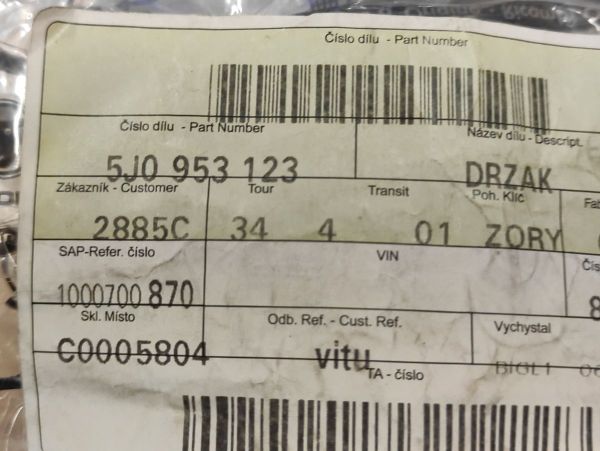 Číslo dílu - Part Number
Číslo dílu - Part Number
Název dílu - Descript.
5J0 953 123
DRZAK
Zákazník - Customer
Tour
Transit
Poh. Klíč
2885C
34
4
01
ZORY
SAP-Refer. číslo
VIN
1000700 870
Skl. Místo
Odb. Ref. - Cust. Ref.
Vychystal
C0005804
vitu
TA - číslo